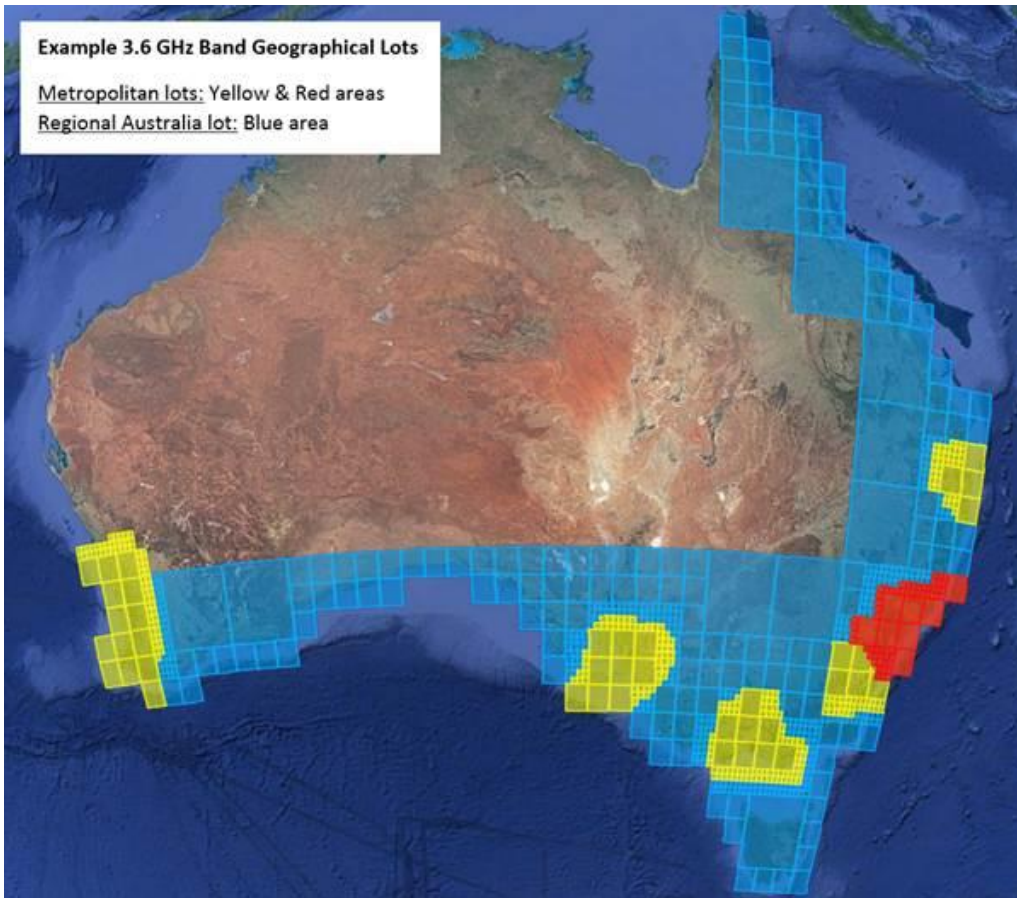 Example 3.6 GHz Band Geographical Lots
Metropolitan lots: Yellow & Red areas
Regional Australia lot: Blue area